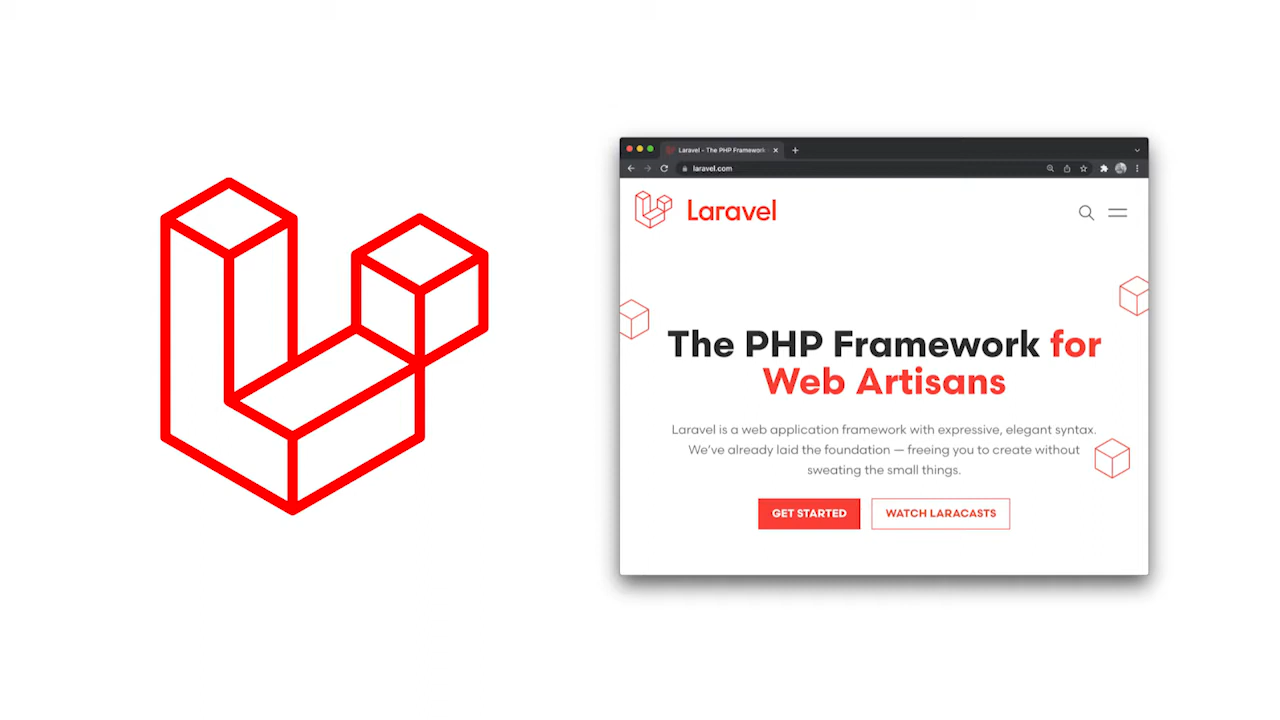 Laravel - The PHP Framework
laravel.com
Laravel
The PHP Framework for
Web Artisans
Laravel is a web application framework with expressive, elegant syntax.
We've already laid the foundation — freeing you to create without
sweating the small things.
GET STARTED
WATCH LARACASTS